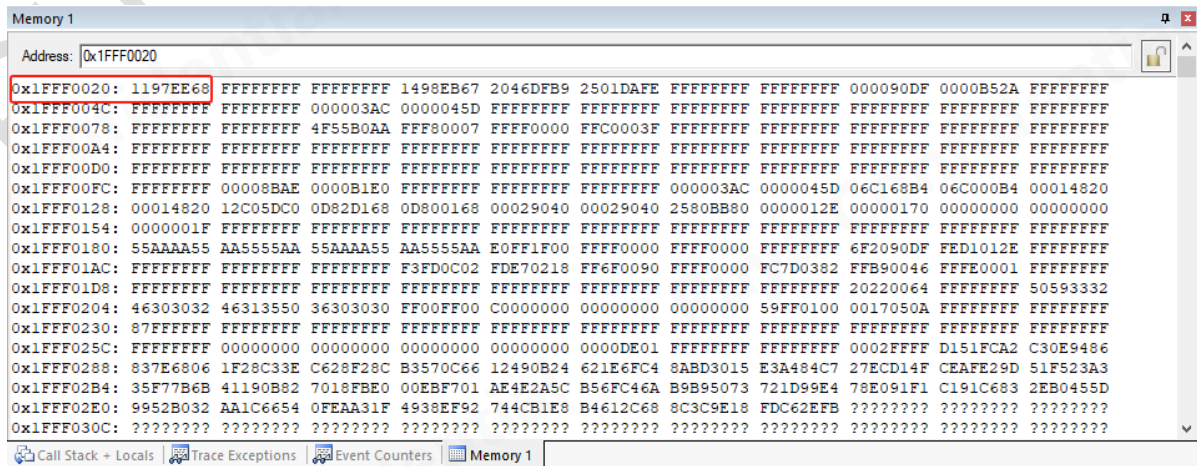 Memory 1
Address: 0x1FFF0020
0x1FFF0020: 1197EE68 FFFFFFFF FFFFFFFF 1498EB67 2046DFB9 2501DAFE FFFFFFFF FFFFFFFF 000090DF 0000B52A FFFFFFFF
0x1FFF004C: FFFFFFFF FFFFFFFF 000003AC 0000045D FFFFFFFF FFFFFFFF FFFFFFFF FFFFFFFF FFFFFFFF FFFFFFFF FFFFFFFF
0x1FFF0078: FFFFFFFF FFFFFFFF 4F55B0AA FFF80007 FFFF0000 FFC0003F FFFFFFFF FFFFFFFF FFFFFFFF FFFFFFFF FFFFFFFF
0x1FFF00A4: FFFFFFFF FFFFFFFF FFFFFFFF FFFFFFFF FFFFFFFF FFFFFFFF FFFFFFFF FFFFFFFF FFFFFFFF FFFFFFFF FFFFFFFF
0x1FFF00D0: FFFFFFFF FFFFFFFF FFFFFFFF FFFFFFFF FFFFFFFF FFFFFFFF FFFFFFFF FFFFFFFF FFFFFFFF FFFFFFFF FFFFFFFF
0x1FFF00FC: FFFFFFFF 00008BAE 0000B1E0 FFFFFFFF FFFFFFFF FFFFFFFF 000003AC 0000045D 06C168B4 06C000B4 00014820
0x1FFF0128: 00014820 12C05DC0 0D82D168 0D800168 00029040 00029040 2580BB80 0000012E 00000170 00000000 00000000
0x1FFF0154: 0000001F FFFFFFFF FFFFFFFF FFFFFFFF FFFFFFFF FFFFFFFF FFFFFFFF FFFFFFFF FFFFFFFF FFFFFFFF FFFFFFFF
0x1FFF0180: 55AAAA55 AA5555AA 55AAAA55 AA5555AA E0FF1F00 FFFF0000 FFFF0000 FFFFFFFF 6F2090DF FED1012E FFFFFFFF
0x1FFF01AC: FFFFFFFF FFFFFFFF FFFFFFFF F3FD0C02 FDE70218 FF6F0090 FFFF0000 FC7D0382 FFB90046 FFFE0001 FFFFFFFF
0x1FFF01D8: FFFFFFFF FFFFFFFF FFFFFFFF FFFFFFFF FFFFFFFF FFFFFFFF FFFFFFFF FFFFFFFF 20220064 FFFFFFFF 50593332
0x1FFF0204: 46303032 46313550 36303030 FF00FF00 C0000000 00000000 00000000 59FF0100 0017050A FFFFFFFF FFFFFFFF
0x1FFF0230: 87FFFFFF FFFFFFFF FFFFFFFF FFFFFFFF FFFFFFFF FFFFFFFF FFFFFFFF FFFFFFFF FFFFFFFF FFFFFFFF FFFFFFFF
0x1FFF025C: FFFFFFFF 00000000 00000000 00000000 00000000 0000DE01 FFFFFFFF FFFFFFFF 0002FFFF D151FCA2 C30E9486
0x1FFF0288: 837E6808 1F28C33E C628F28C B3570C66 12490B24 621E6FC4 8ABD3015 E3A484C7 27ECD14F CEAFE29D 51F523A3
0x1FFF02B4: 35F77B6B 41190B82 7018FBE0 00EBF701 AE4E2A5C B56FC46A B9B95073 721D99E4 78E091F1 C191C683 2EB0455D
0x1FFF02E0: 9952B032 AA1C6654 0FEAA31F 4938EF92 744CB1E8 B4612C68 8C3C9E18 FDC62EFB ???????? ???????? ????????
0x1FFF030C: ???????? ???????? ???????? ???????? ???????? ???????? ???????? ???????? ???????? ???????? ????????
Call Stack + Locals Trace Exceptions Event Counters Memory 1